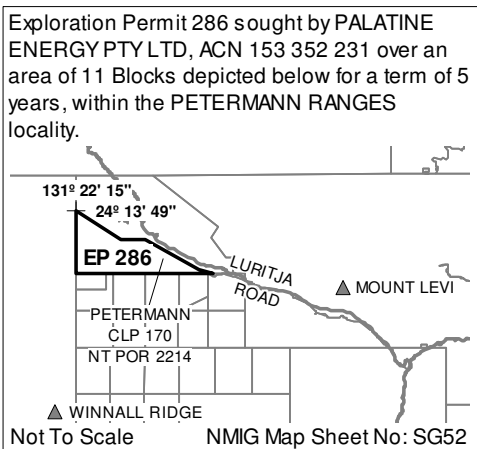 Exploration Permit 286 sought by PALATINE
ENERGY PTY LTD, ACN 153 352 231 over an
area of 11 Blocks depicted below for a term of 5
years, within the PETERMANN RANGES
locality.
131º 22' 15"
24º 13' 49"
EP 286
LURITJA
ROAD
MOUNT LEVI
PETERMANN
CLP 170
NT POR 2214
WINNALL RIDGE
Not To Scale NMIG Map Sheet No: SG52